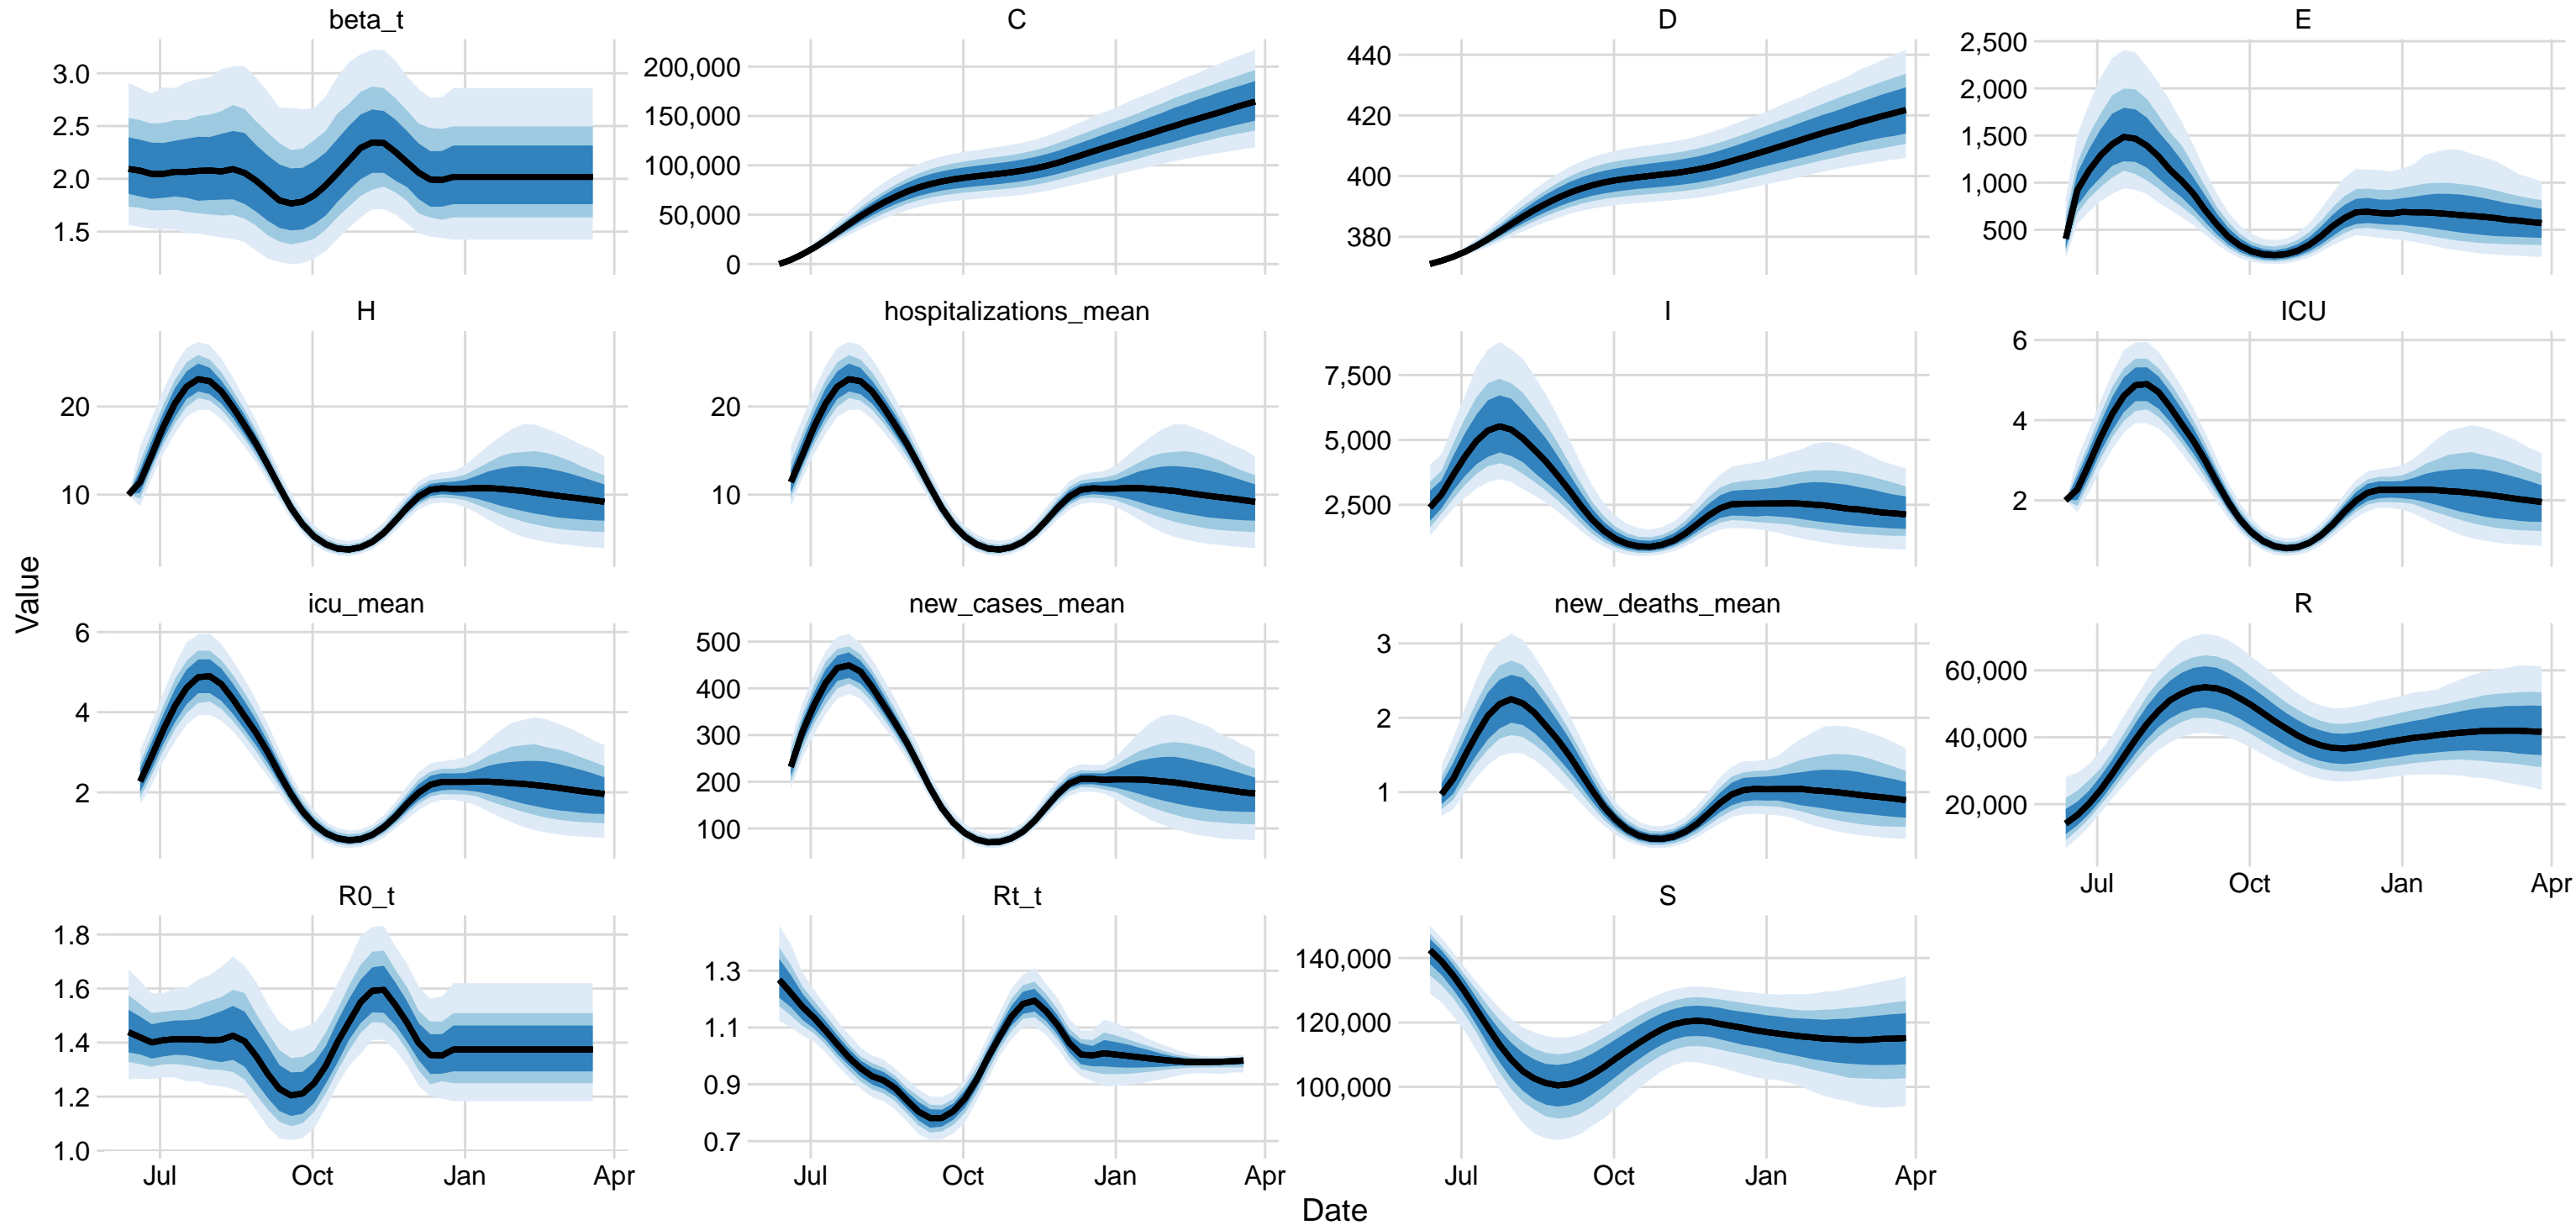 beta_t
3.0
2.5
2.0
1.5
C
200,000
150,000
100,000
50,000
0
D
440
420
400
380
E
2,500
2,000
1,500
1,000
500
H
20
10
hospitalizations_mean
20
10
I
7,500
5,000
2,500
ICU
6
4
2
Value
icu_mean
6
4
2
new_cases_mean
500
400
300
200
100
new_deaths_mean
3
2
1
R
60,000
40,000
20,000
Jul Oct Jan Apr
R0_t
1.8
1.6
1.4
1.2
1.0
Jul Oct Jan Apr
Rt_t
1.3
1.1
0.9
0.7
Jul Oct Jan Apr
S
140,000
120,000
100,000
Jul Oct Jan Apr
Date